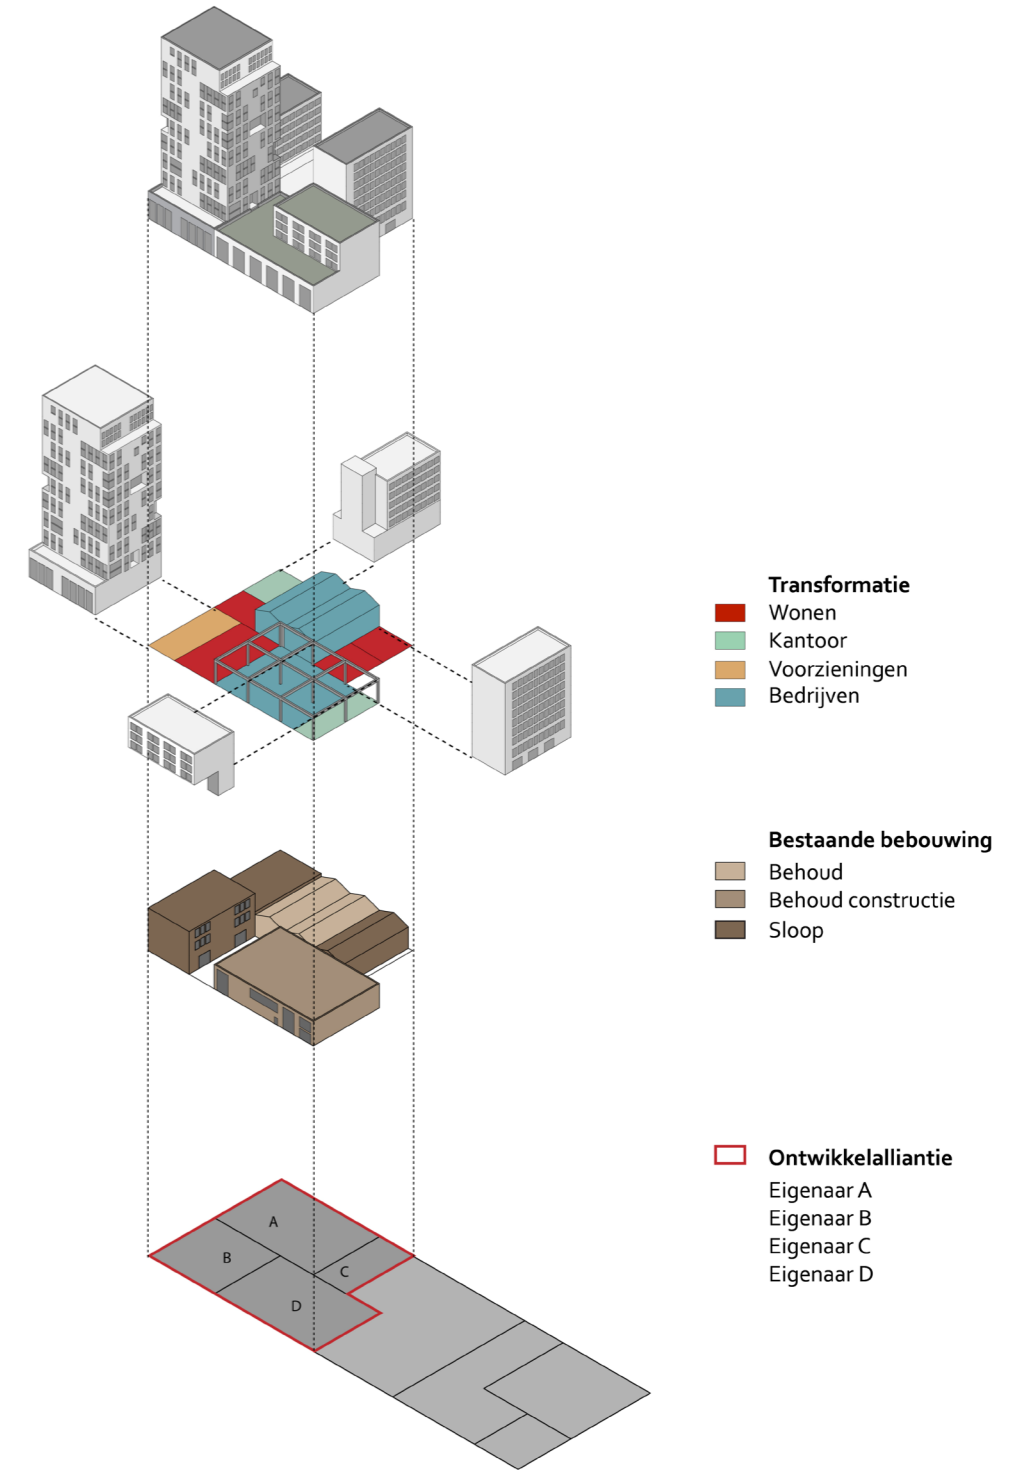 Transformatie
Wonen
Kantoor
Voorzieningen
Bedrijven
Bestaande bebouwing
Behoud
Behoud constructie
Sloop
Ontwikkelalliantie
Eigenaar A
Eigenaar B
Eigenaar C
Eigenaar D
A
B
C
D